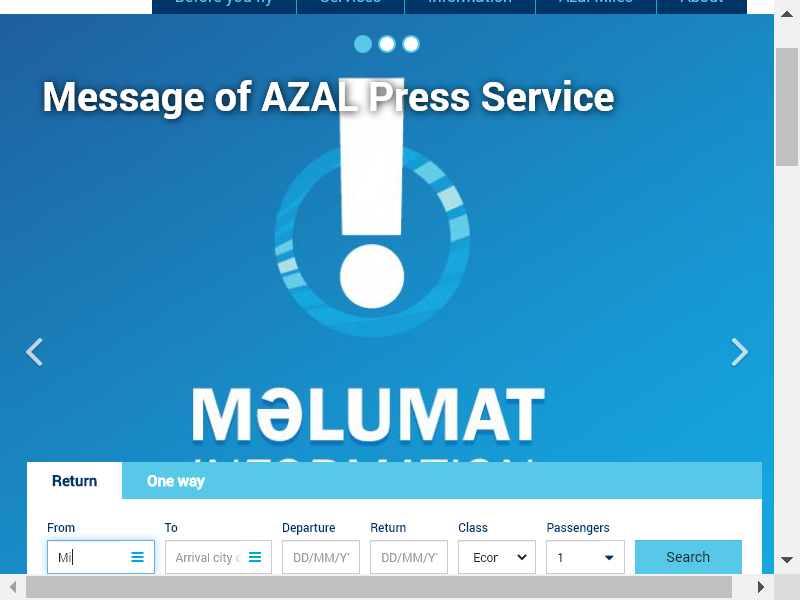 Before you fly Services Information Azal Miles About
Message of AZAL Press Service
MƏLUMAT
INFORMATION
Return One way
From To Departure Return Class Passengers
Mi Arrival city DD/MM/Y DD/MM/Y Econ 1 Search